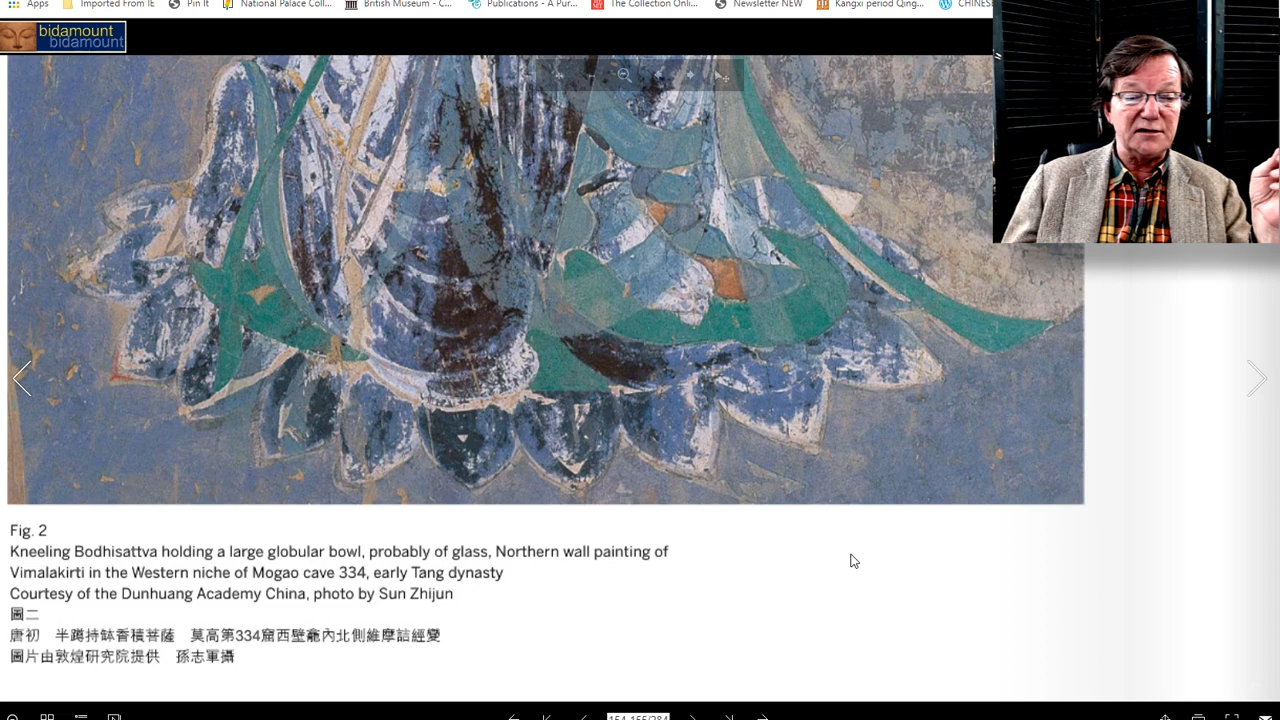 Apps
Imported From IE
Pin It
National Palace Coll...
British Museum - C...
Publications - A Pur...
The Collection Onli...
Newsletter NEW
Kangxi period Qing...
CHINES
bidamount
bidamount
Fig. 2
Kneeling Bodhisattva holding a large globular bowl, probably of glass, Northern wall painting of
Vimalakirti in the Western niche of Mogao cave 334, early Tang dynasty
Courtesy of the Dunhuang Academy China, photo by Sun Zhijun
圖二
唐初 半蹲持缽香積菩薩 莫高第334窟西壁龕內北側維摩詰經變
圖片由敦煌研究院提供 孫志軍攝
154-155/284